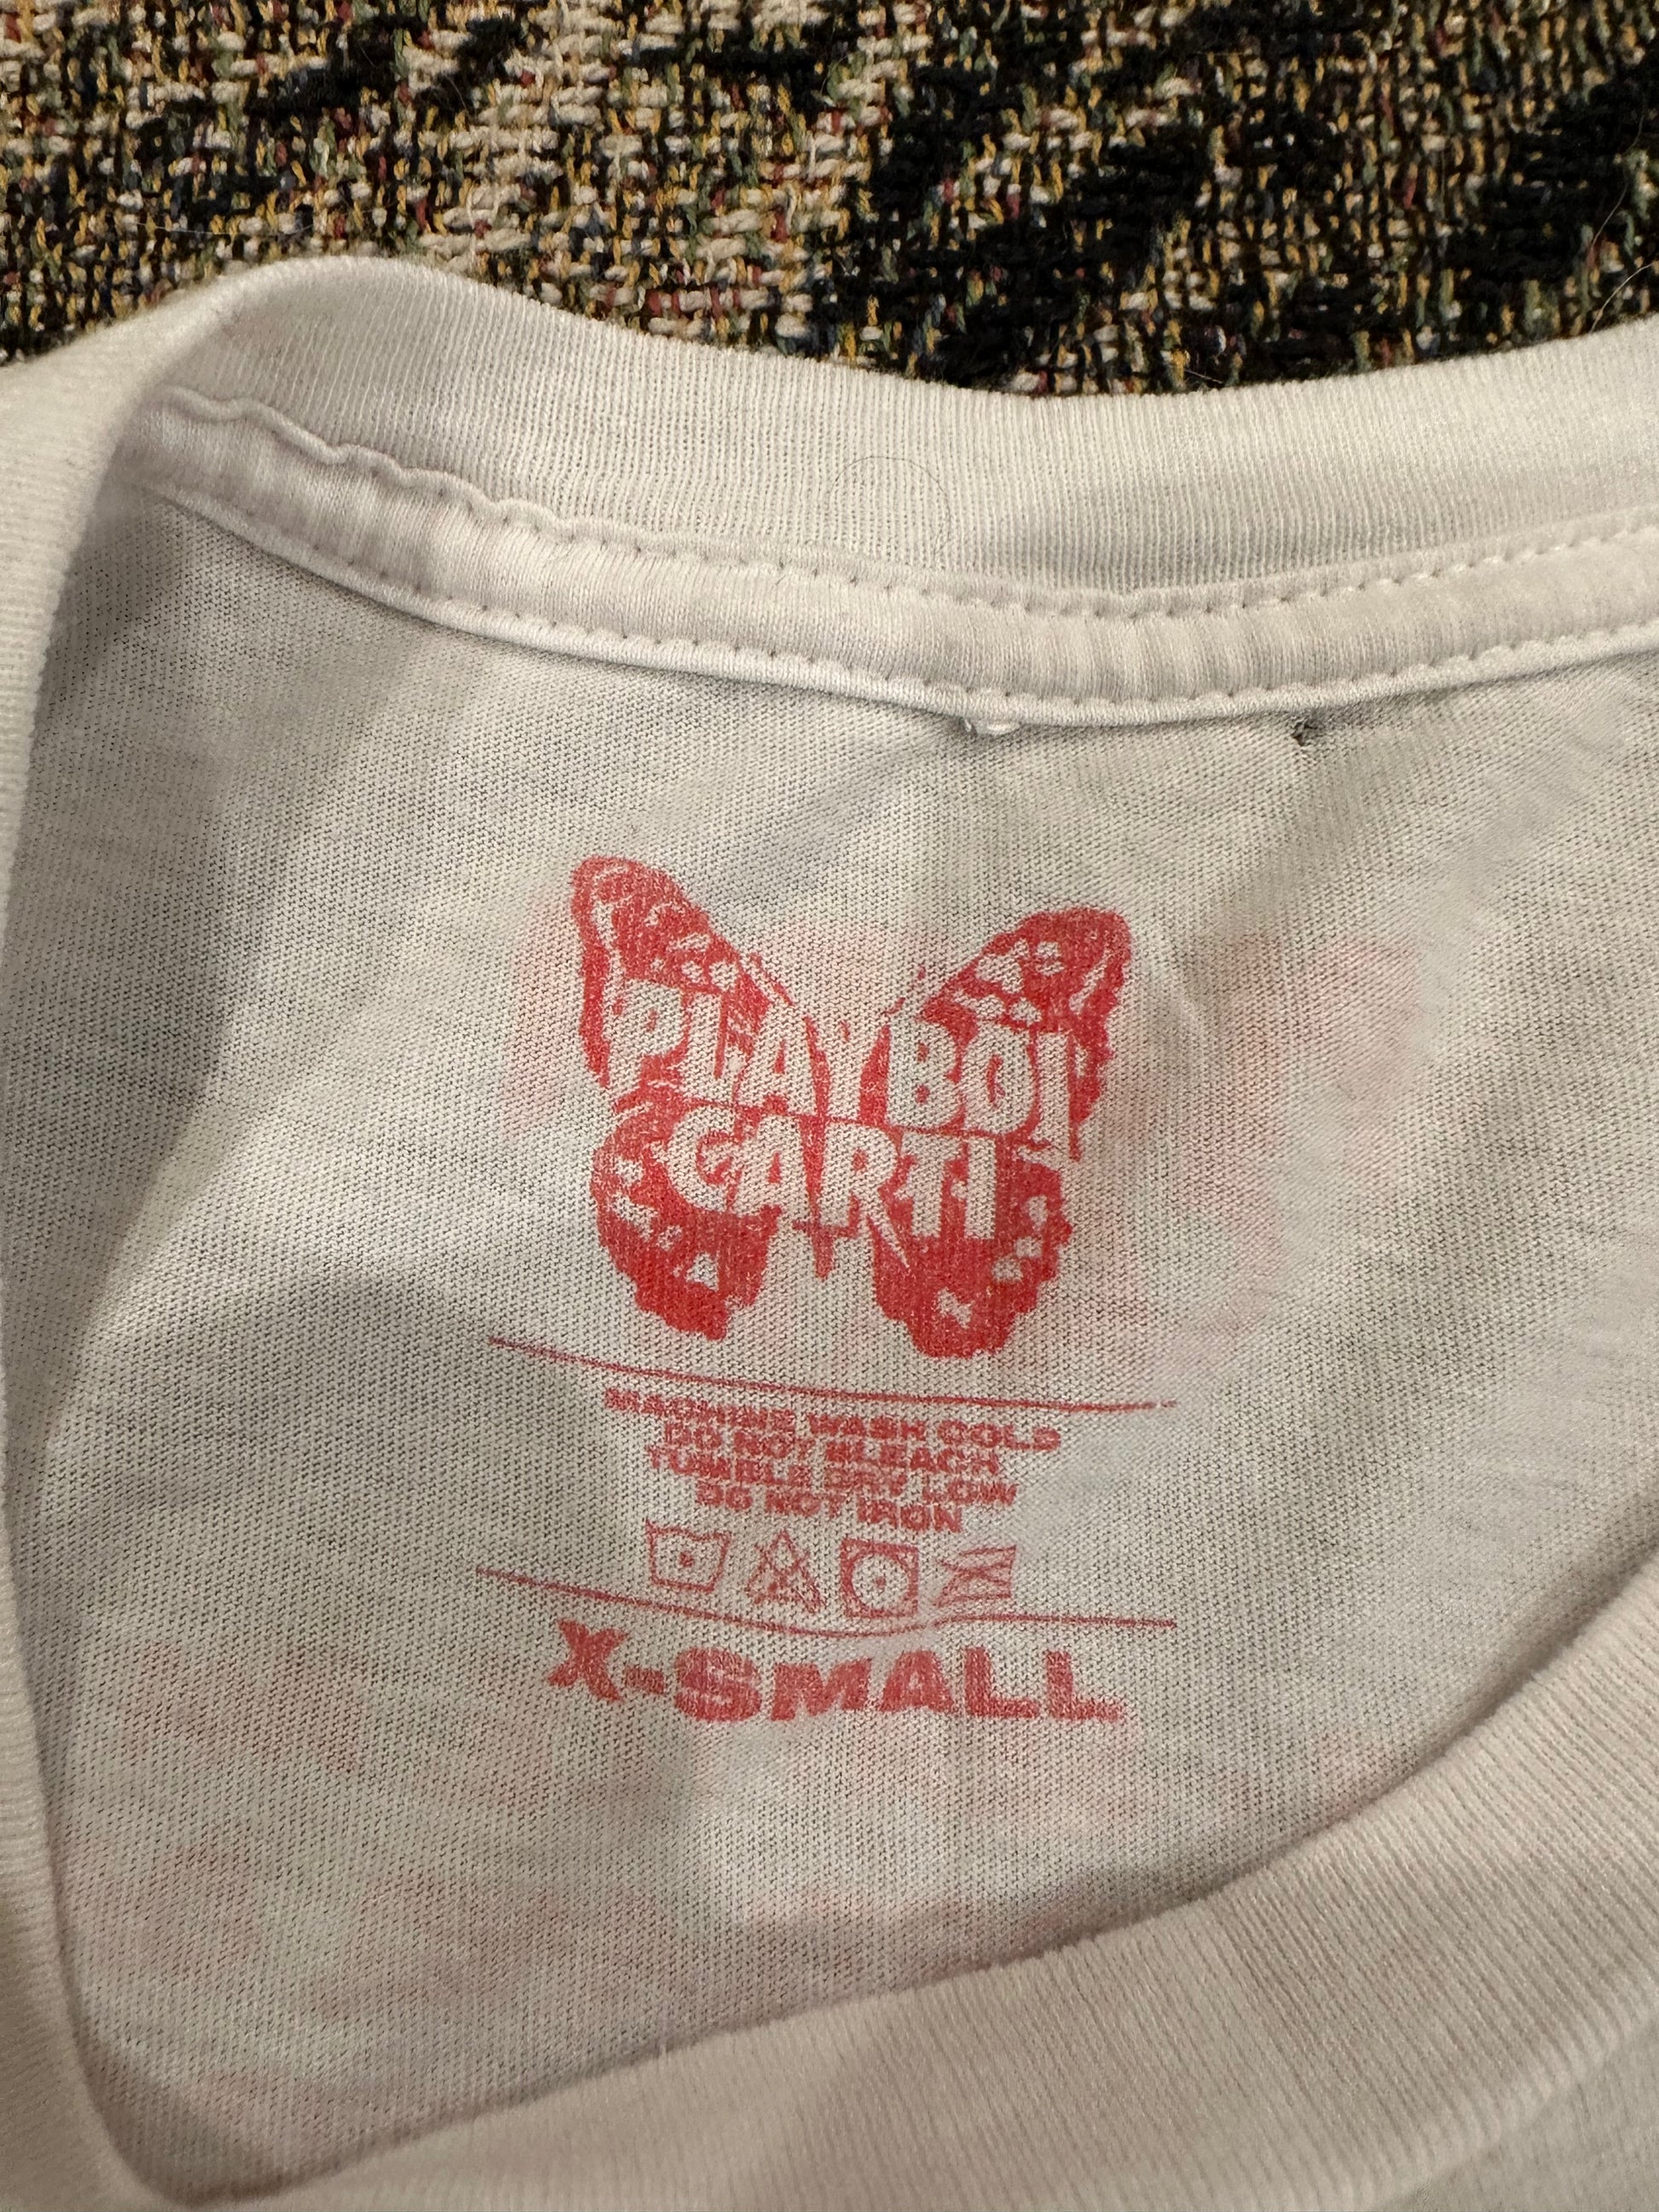 PLAYBOI
CARTI
MACHINE WASH COLD
DO NOT BLEACH
TUMBLE DRY LOW
DO NOT IRON
X-SMALL